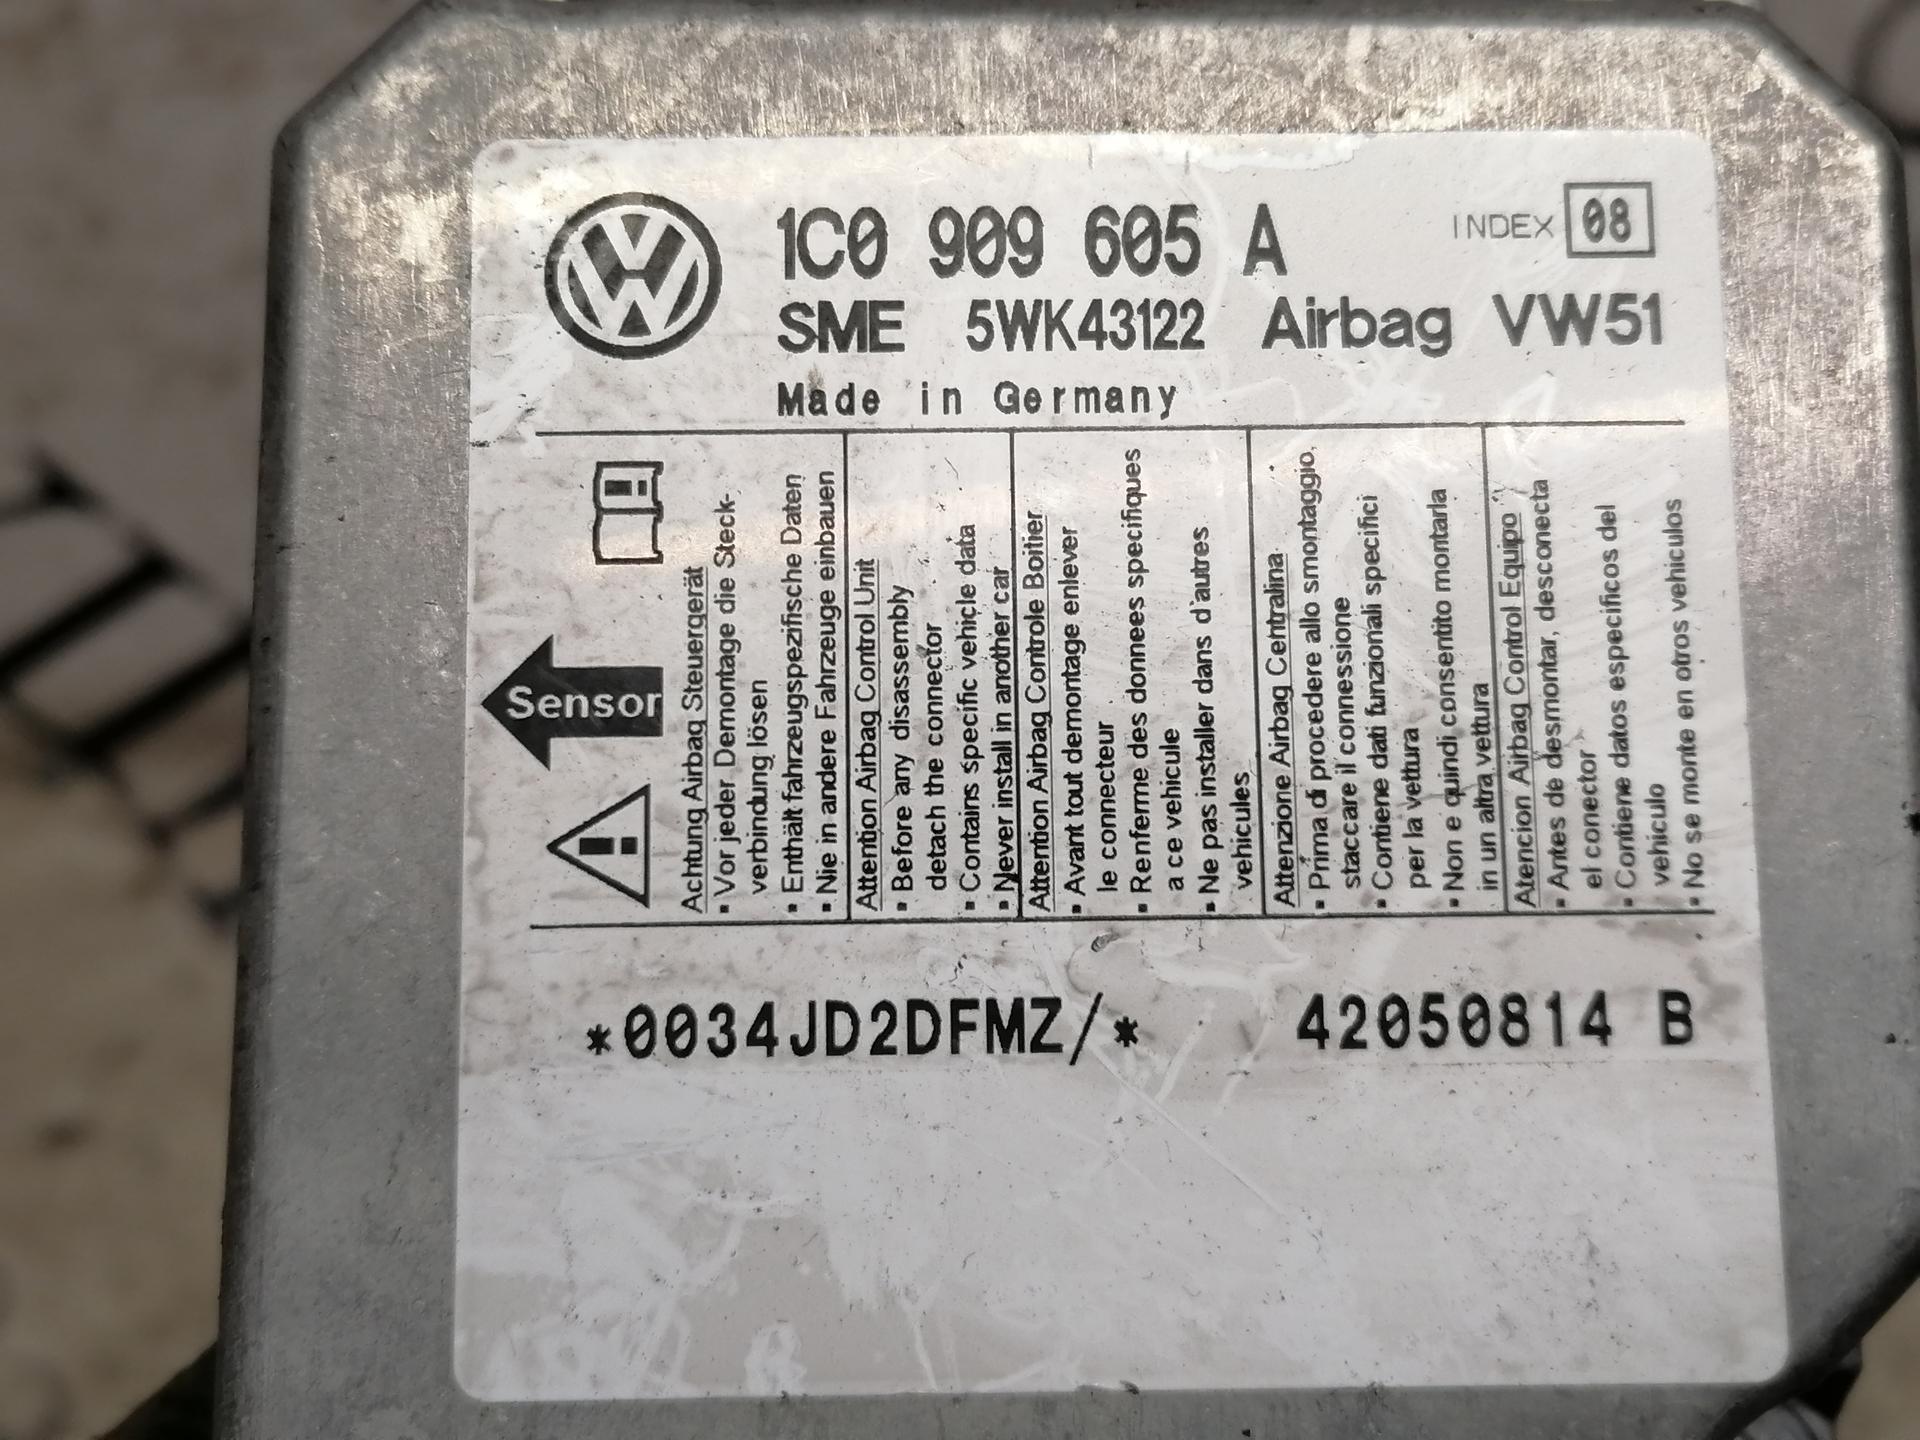 1C0 909 605 A INDEX 08
SME 5WK43122 Airbag VW51
Made in Germany
Sensor
Achtung Airbag Steuergerät
▪ Vor jeder Demontage die Steck-
verbindung lösen
▪ Enthält fahrzeugspezifische Daten
▪ Nie in andere Fahrzeuge einbauen
Attention Airbag Control Unit
▪ Before any disassembly
detach the connector
▪ Contains specific vehicle data
▪ Never install in another car
Attention Airbag Controle Boitier
▪ Avant tout demontage enlever
le connecteur
▪ Renferme des donnees specifiques
a ce vehicule
▪ Ne pas installer dans d'autres
vehicules
Attenzione Airbag Centralina
▪ Prima di procedere allo smontaggio,
staccare il connessione
▪ Contiene dati funzionali specifici
per la vettura
▪ Non e quindi consentito montarla
in un altra vettura
Atencion Airbag Control Equipo
▪ Antes de desmontar, desconecta
el conector
▪ Contiene datos especificos del
vehiculo
▪ No se monte en otros vehiculos
*0034JD2DFMZ/* 42050814 B